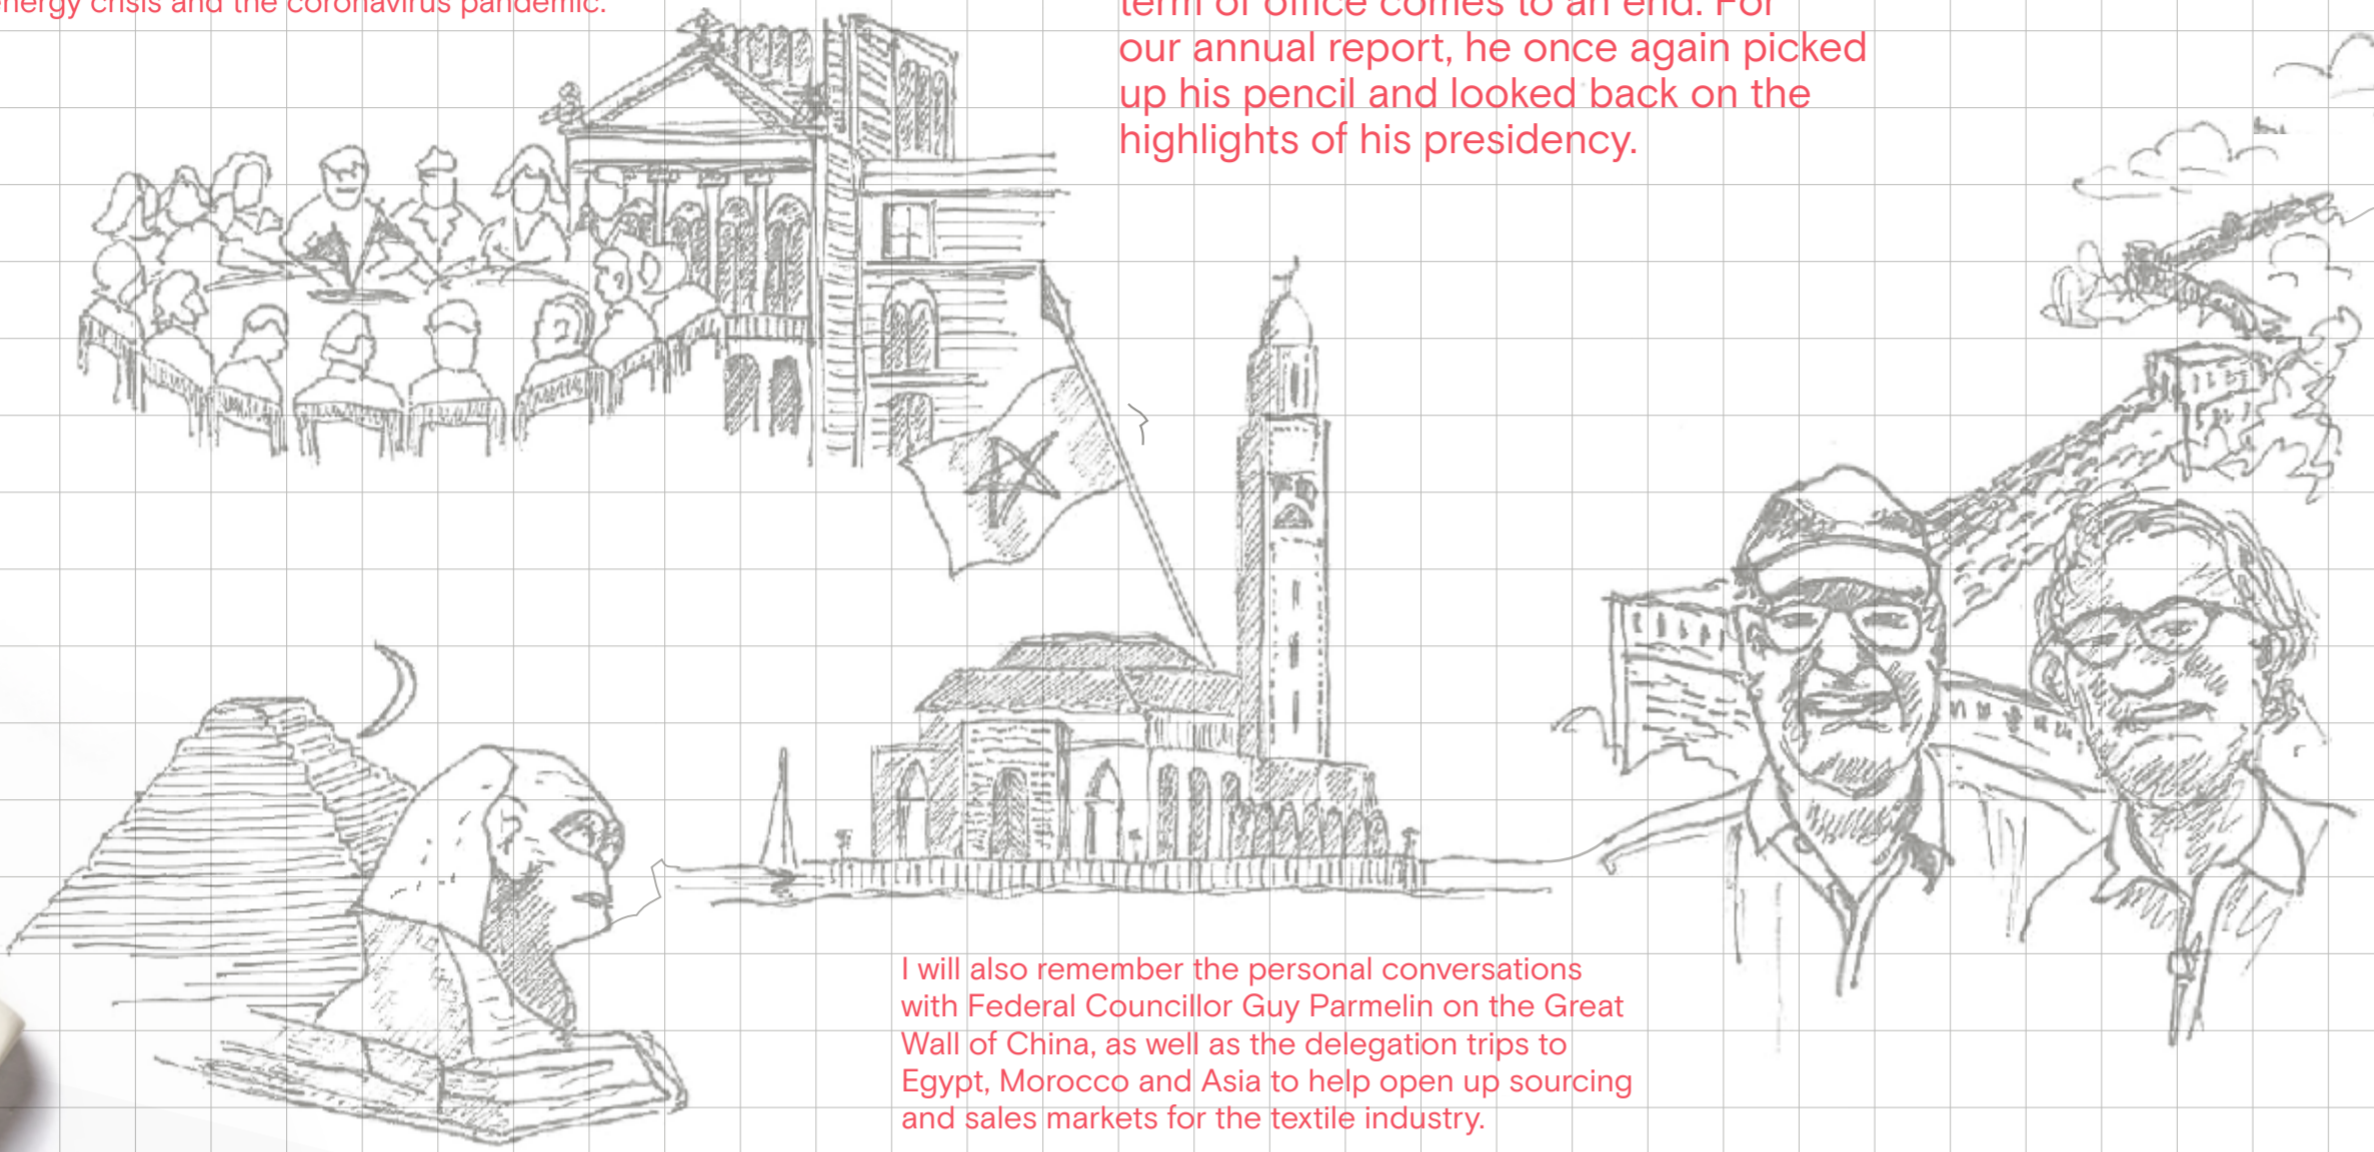 energy crisis and the coronavirus pandemic.
term of office comes to an end. For
our annual report, he once again picked
up his pencil and looked back on the
highlights of his presidency.
I will also remember the personal conversations
with Federal Councillor Guy Parmelin on the Great
Wall of China, as well as the delegation trips to
Egypt, Morocco and Asia to help open up sourcing
and sales markets for the textile industry.